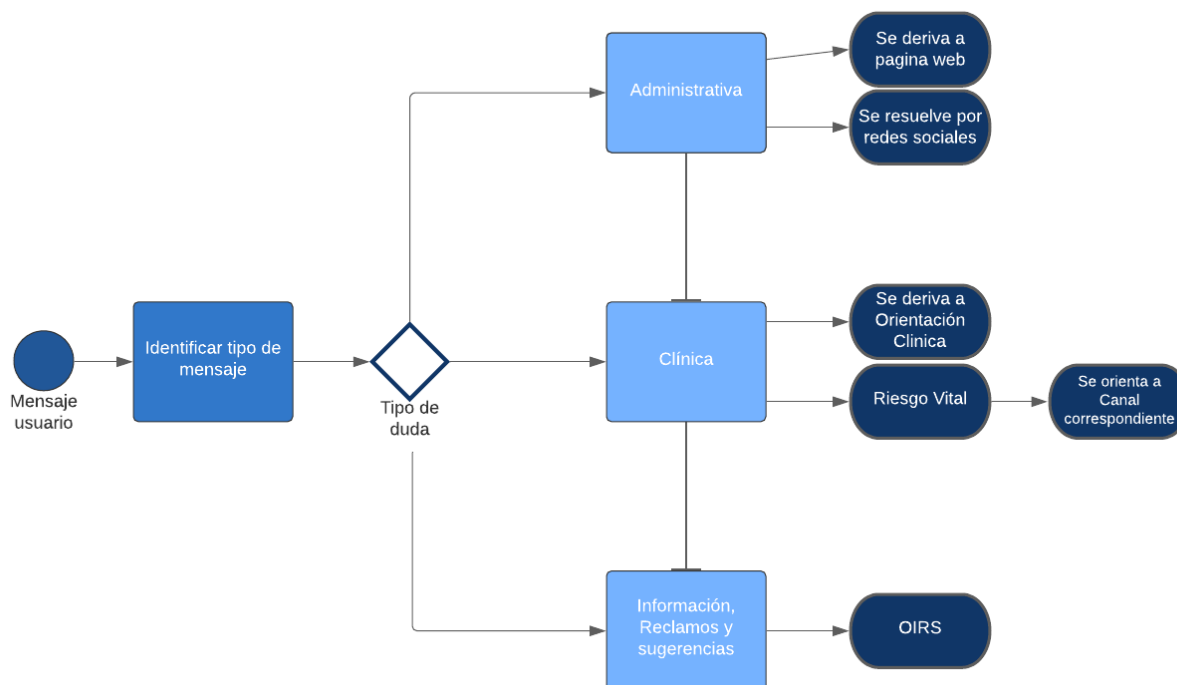 Se deriva a
pagina web
Administrativa
Se resuelve por
redes sociales
Identificar tipo de
mensaje
Mensaje
usuario
Tipo de
duda
Clínica
Se deriva a
Orientación
Clinica
Riesgo Vital
Se orienta a
Canal
correspondiente
Información,
Reclamos y
sugerencias
OIRS